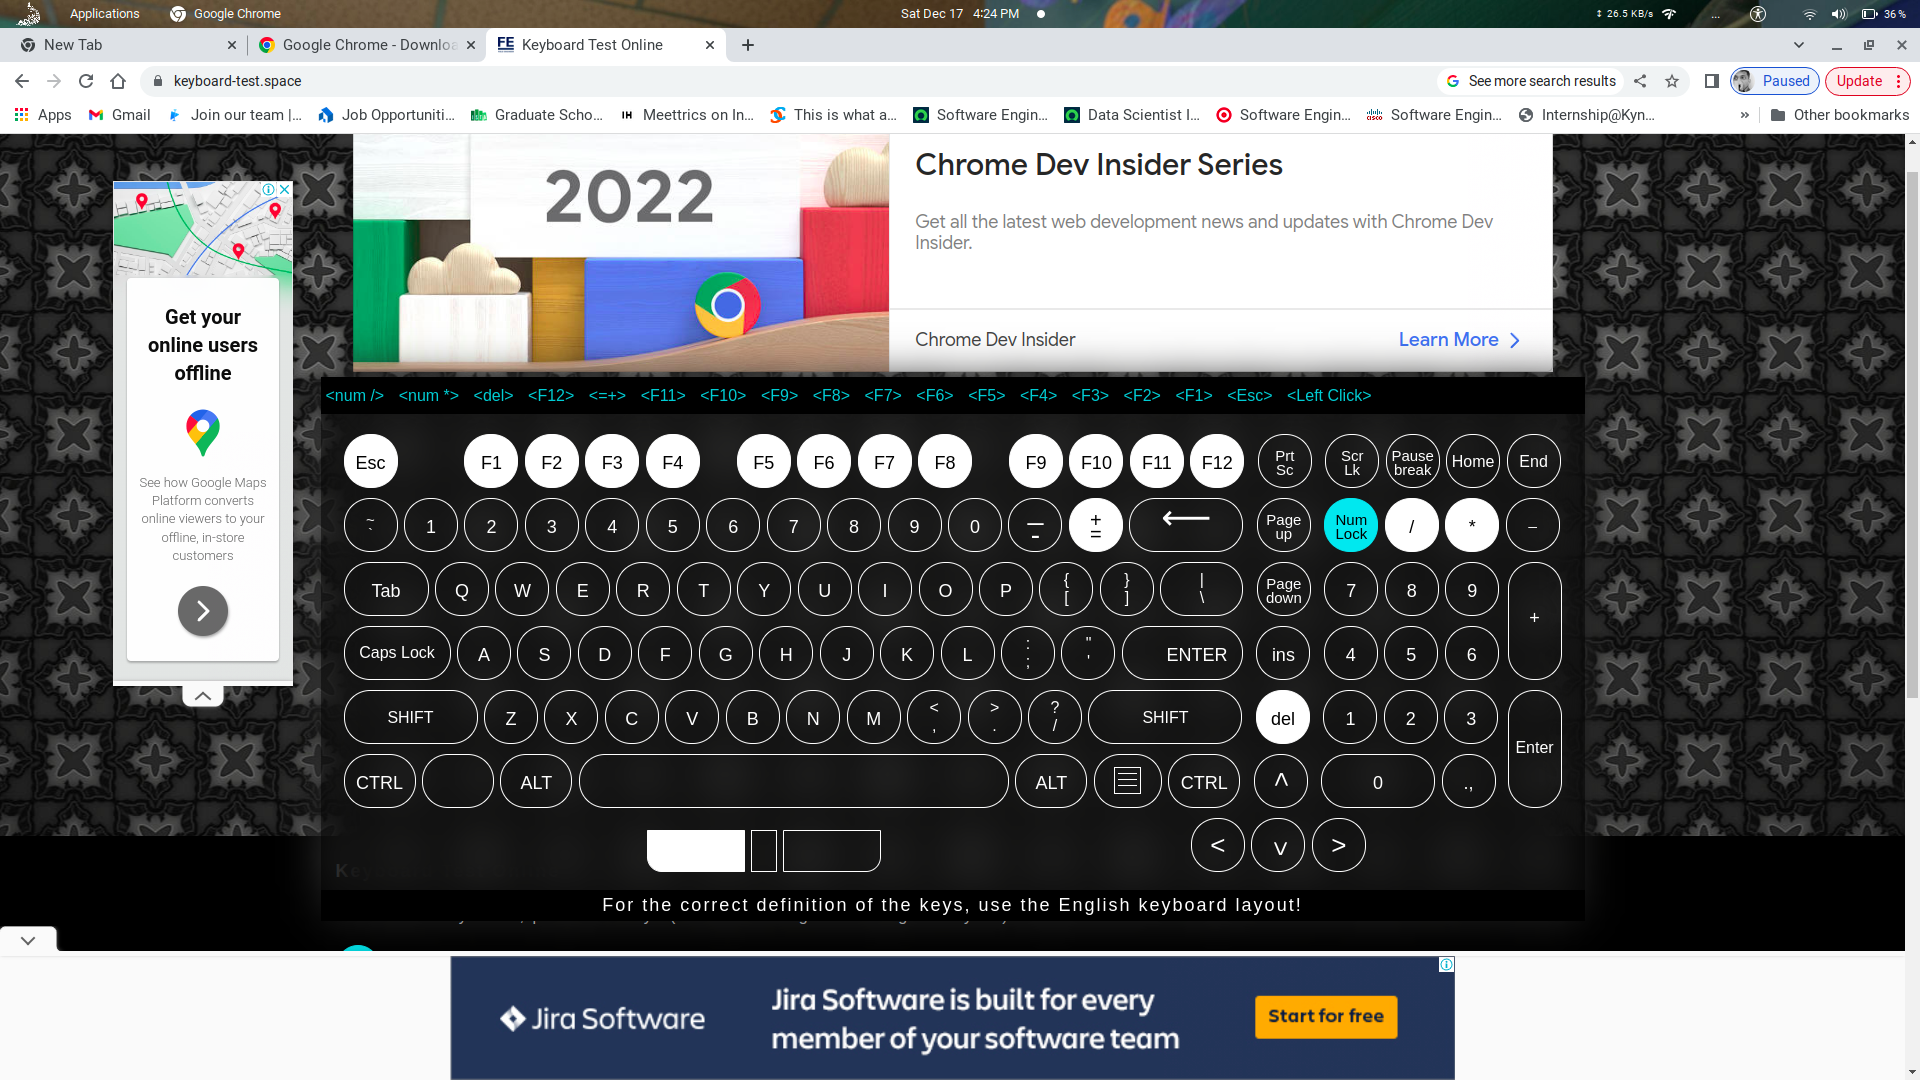 Applications Google Chrome Sat Dec 17 4:24 PM 26.5 KB/s ... 36 %
New Tab Google Chrome - Downloa FE Keyboard Test Online
keyboard-test.space See more search results Paused Update
Apps Gmail Join our team |... Job Opportuniti... Graduate Scho... IH Meettrics on In... This is what a... Software Engin... Data Scientist I... Software Engin... Software Engin... Internship@Kyn... » Other bookmarks
2022
Chrome Dev Insider Series
Get all the latest web development news and updates with Chrome Dev
Insider.
Chrome Dev Insider Learn More
Get your
online users
offline
See how Google Maps
Platform converts
online viewers to your
offline, in-store
customers
<num /> <num *> <del> <F12> <=+> <F11> <F10> <F9> <F8> <F7> <F6> <F5> <F4> <F3> <F2> <F1> <Esc> <Left Click>
Esc F1 F2 F3 F4 F5 F6 F7 F8 F9 F10 F11 F12 Prt Sc Scr Lk Pause break Home End
~ ` 1 2 3 4 5 6 7 8 9 0 — - + = ⟵ Page up Num Lock / * –
Tab Q W E R T Y U I O P { [ } ] | \ Page down 7 8 9 +
Caps Lock A S D F G H J K L : ; " ' ENTER ins 4 5 6
SHIFT Z X C V B N M < , > . ? / SHIFT del 1 2 3 Enter
CTRL ALT ALT CTRL ^ 0 .,
< v >
For the correct definition of the keys, use the English keyboard layout!
Jira Software
Jira Software is built for every
member of your software team
Start for free